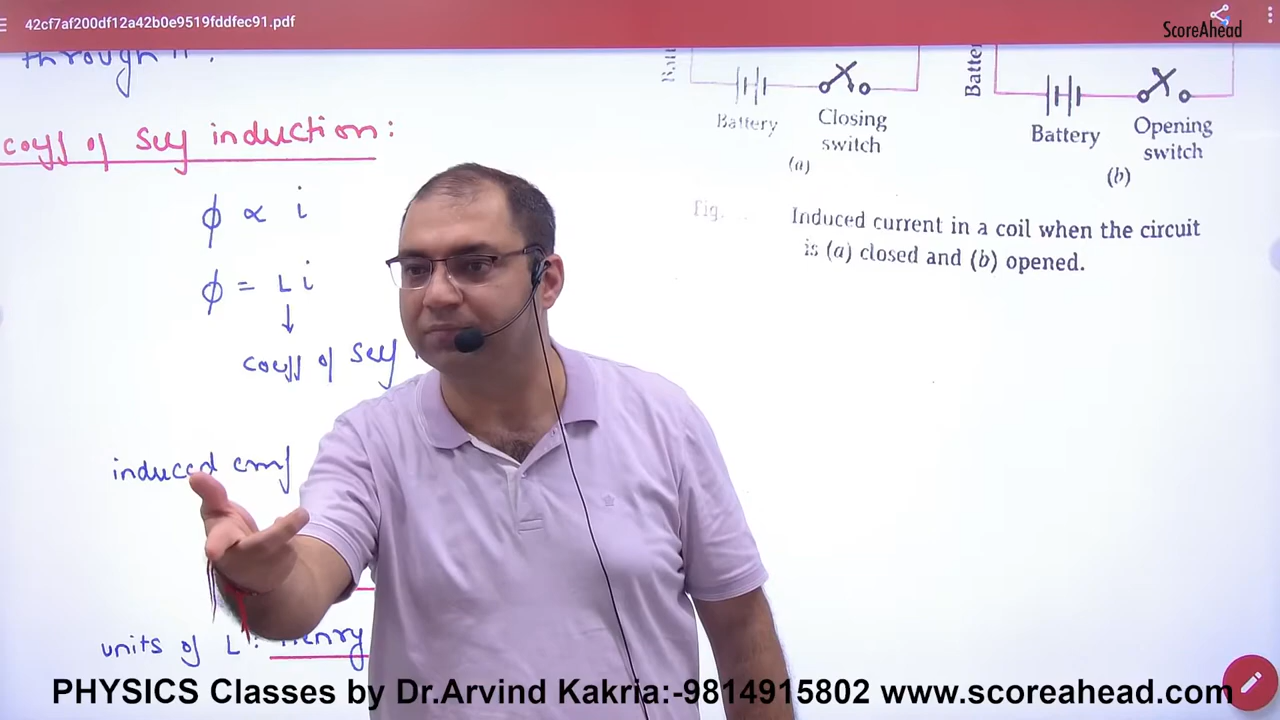 42cf7af200df12a42b0e9519fddfec91.pdf
ScoreAhead
through it.
coeff of self induction:
ϕ ∝ i
ϕ = Li
↓
coeff of self
induced emf
units of L: Henry
Battery
Closing
switch
(a)
Battery
Opening
switch
(b)
Fig. Induced current in a coil when the circuit
is (a) closed and (b) opened.
PHYSICS Classes by Dr.Arvind Kakria:-9814915802 www.scoreahead.com